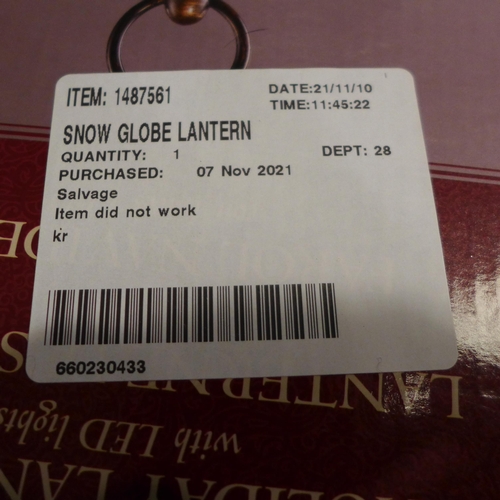 ITEM: 1487561
DATE:21/11/10
TIME:11:45:22
SNOW GLOBE LANTERN
QUANTITY: 1
DEPT: 28
PURCHASED: 07 Nov 2021
Salvage
Item did not work
kr
660230433
LANTERNE
with LED lights